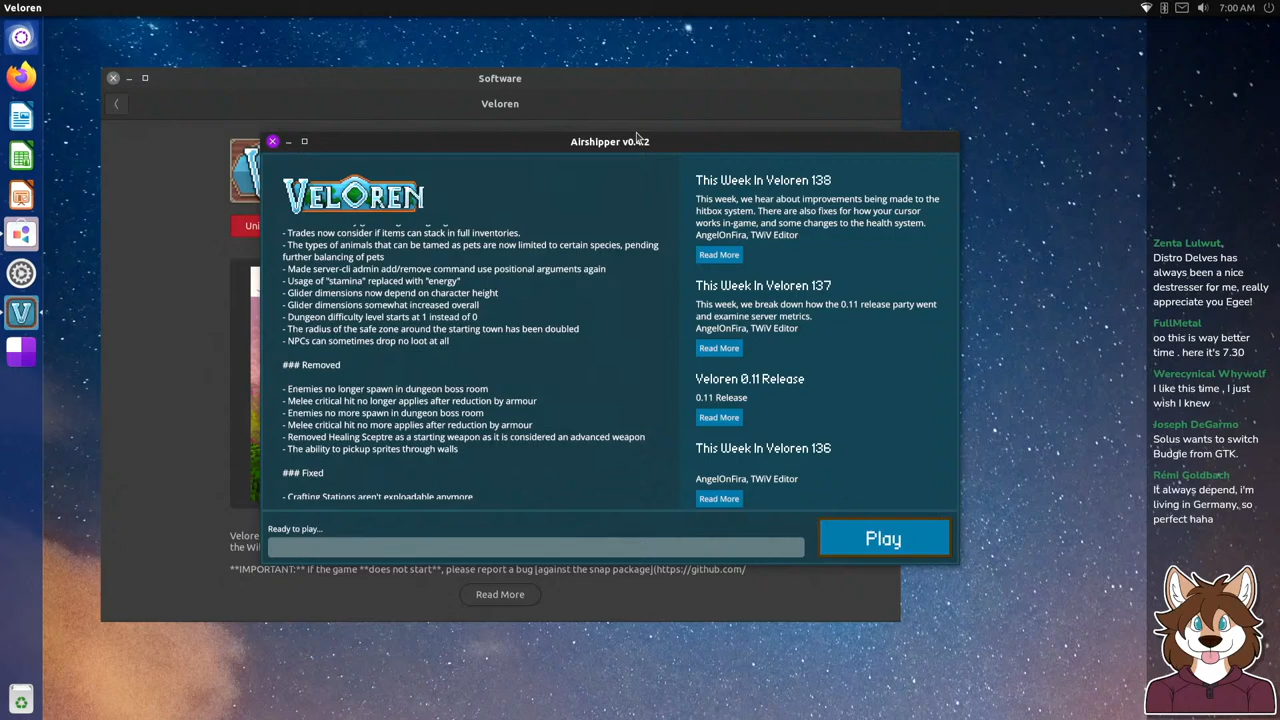 Veloren
7:00 AM
Software
Veloren
Airshipper
VELOREN
Uni
- Trades now consider if items can stack in full inventories.
- The types of animals that can be tamed as pets are now limited to certain species, pending
further balancing of pets
- Made server-cli admin add/remove command use positional arguments again
- Usage of "stamina" replaced with "energy"
- Glider dimensions now depend on character height
- Glider dimensions somewhat increased overall
- Dungeon difficulty level starts at 1 instead of 0
- The radius of the safe zone around the starting town has been doubled
- NPCs can sometimes drop no loot at all
### Removed
- Enemies no longer spawn in dungeon boss room
- Melee critical hit no longer applies after reduction by armour
- Enemies no more spawn in dungeon boss room
- Melee critical hit no more applies after reduction by armour
- Removed Healing Sceptre as a starting weapon as it is considered an advanced weapon
- The ability to pickup sprites through walls
### Fixed
- Crafting Stations aren't exploadable anymore
This Week In Veloren 138
This week, we hear about improvements being made to the
hitbox system. There are also fixes for how your cursor
works in-game, and some changes to the health system.
AngelOnFira, TWiV Editor
Read More
This Week In Veloren 137
This week, we break down how the 0.11 release party went
and examine server metrics.
AngelOnFira, TWiV Editor
Read More
Veloren 0.11 Release
0.11 Release
Read More
This Week In Veloren 136
AngelOnFira, TWiV Editor
Read More
Ready to play...
Play
Velore
the Wi
**IMPORTANT:** If the game **does not start**, please report a bug [against the snap package](https://github.com/
Read More
Zenta Lulwut,
Distro Delves has
always been a nice
destresser for me, really
appreciate you Egee!
FullMetal
oo this is way better
time . here it's 7.30
Werecynical Whywolf
I like this time , I just
wish I knew
Joseph DeGarmo
Solus wants to switch
Budgie from GTK.
Rémi Goldbach
It always depend, i'm
living in Germany, so
perfect haha